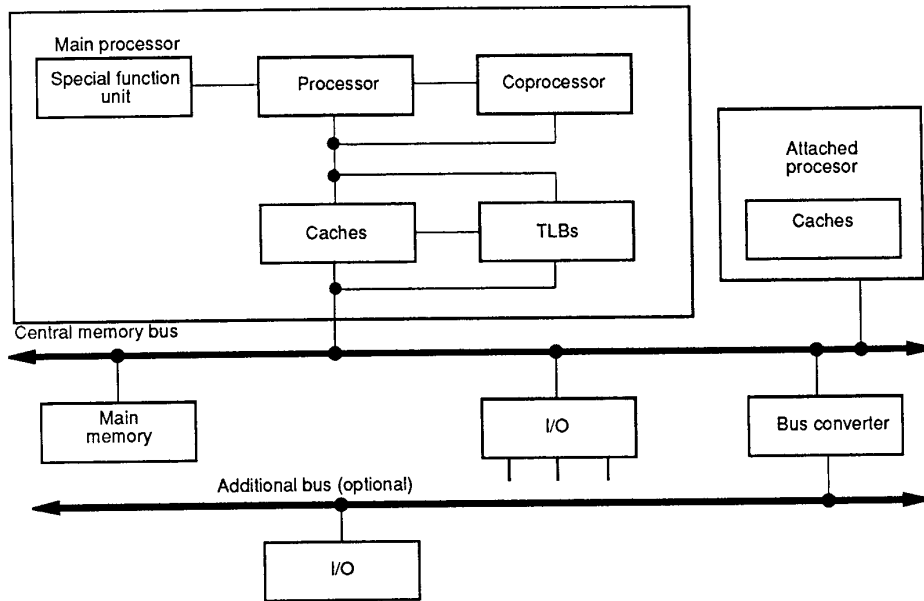 Main processor
Special function
unit
Processor
Coprocessor
Attached
procesor
Caches
Caches
TLBs
Central memory bus
Main
memory
I/O
Bus converter
Additional bus (optional)
I/O